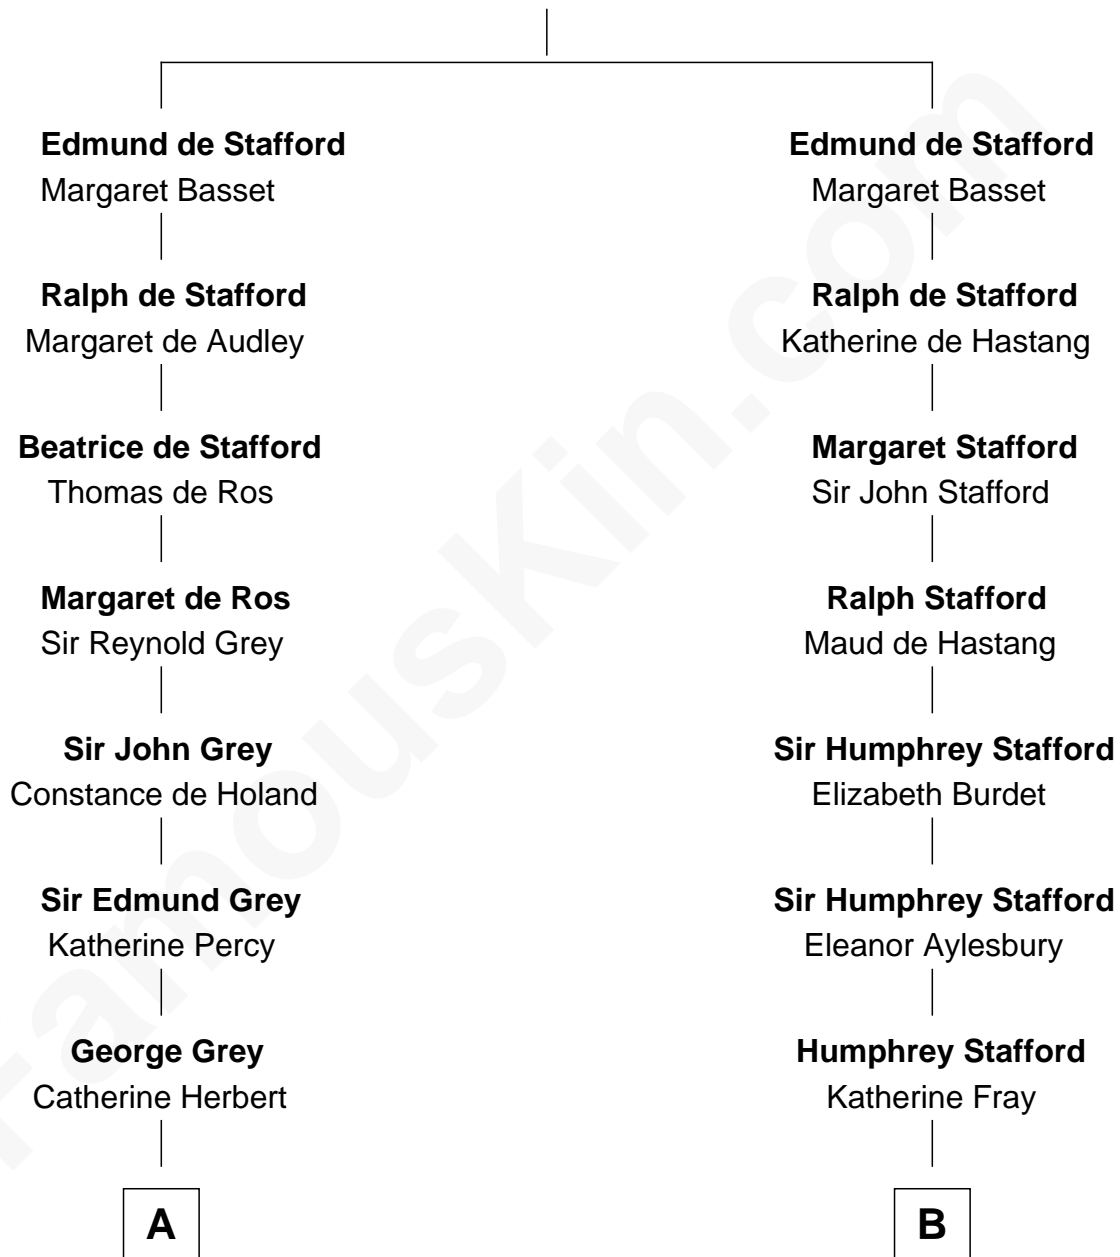 Edmund de Stafford
Margaret Basset
Ralph de Stafford
Margaret de Audley
Beatrice de Stafford
Thomas de Ros
Margaret de Ros
Sir Reynold Grey
Sir John Grey
Constance de Holand
Sir Edmund Grey
Katherine Percy
George Grey
Catherine Herbert
A
Edmund de Stafford
Margaret Basset
Ralph de Stafford
Katherine de Hastang
Margaret Stafford
Sir John Stafford
Ralph Stafford
Maud de Hastang
Sir Humphrey Stafford
Elizabeth Burdet
Sir Humphrey Stafford
Eleanor Aylesbury
Humphrey Stafford
Katherine Fray
B
FamousKin.com